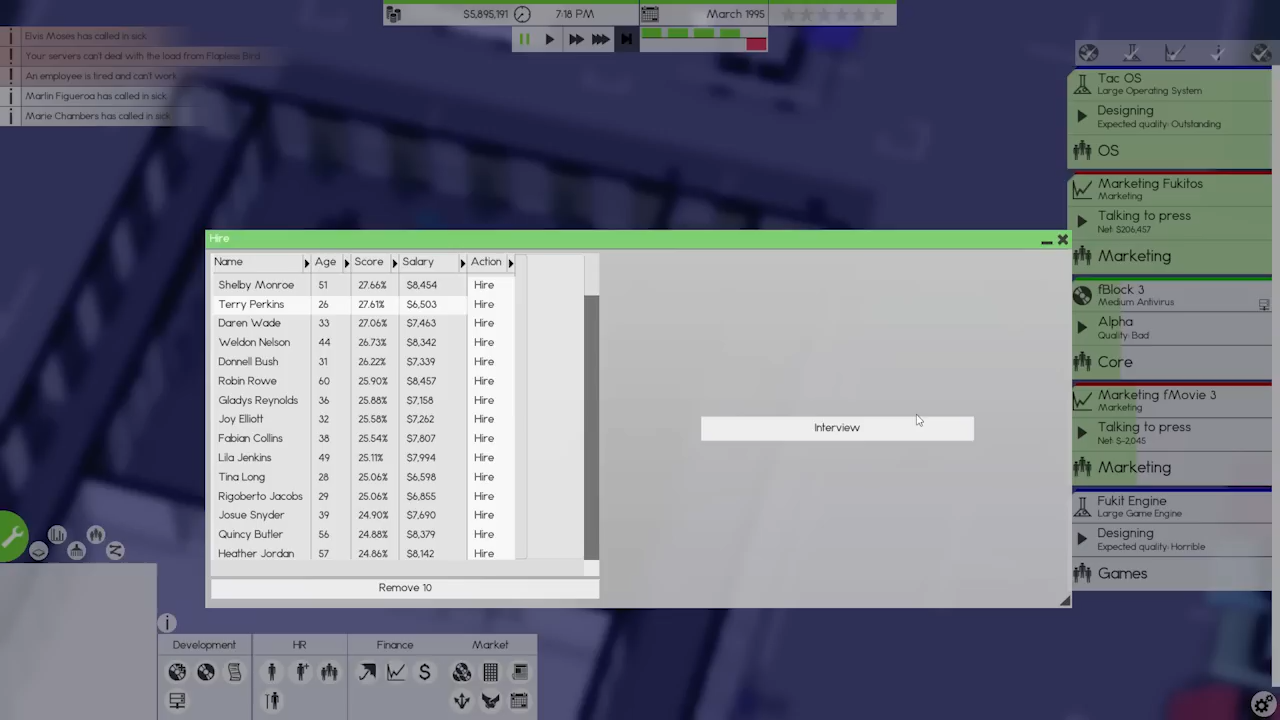 $5,895,191
7:18 PM
March 1995
Elvis Moses has called in sick
Your servers can't deal with the load from Flapless Bird
An employee is tired and can't work
Marlin Figueroa has called in sick
Marie Chambers has called in sick
Tac OS
Large Operating System
Designing
Expected quality: Outstanding
OS
Marketing Fukitos
Marketing
Talking to press
Net: $206,457
Marketing
fBlock 3
Medium Antivirus
Alpha
Quality: Bad
Core
Marketing fMovie 3
Marketing
Talking to press
Net: $-2,045
Marketing
Fukit Engine
Large Game Engine
Designing
Expected quality: Horrible
Games
Hire
Name Age Score Salary Action
Shelby Monroe 51 27.66% $8,454 Hire
Terry Perkins 26 27.61% $6,503 Hire
Daren Wade 33 27.06% $7,463 Hire
Weldon Nelson 44 26.73% $8,342 Hire
Donnell Bush 31 26.22% $7,339 Hire
Robin Rowe 60 25.90% $8,457 Hire
Gladys Reynolds 36 25.88% $7,158 Hire
Joy Elliott 32 25.58% $7,262 Hire
Fabian Collins 38 25.54% $7,807 Hire
Lila Jenkins 49 25.11% $7,994 Hire
Tina Long 28 25.06% $6,598 Hire
Rigoberto Jacobs 29 25.06% $6,855 Hire
Josue Snyder 39 24.90% $7,690 Hire
Quincy Butler 56 24.88% $8,379 Hire
Heather Jordan 57 24.86% $8,142 Hire
Remove 10
Interview
Development HR Finance Market